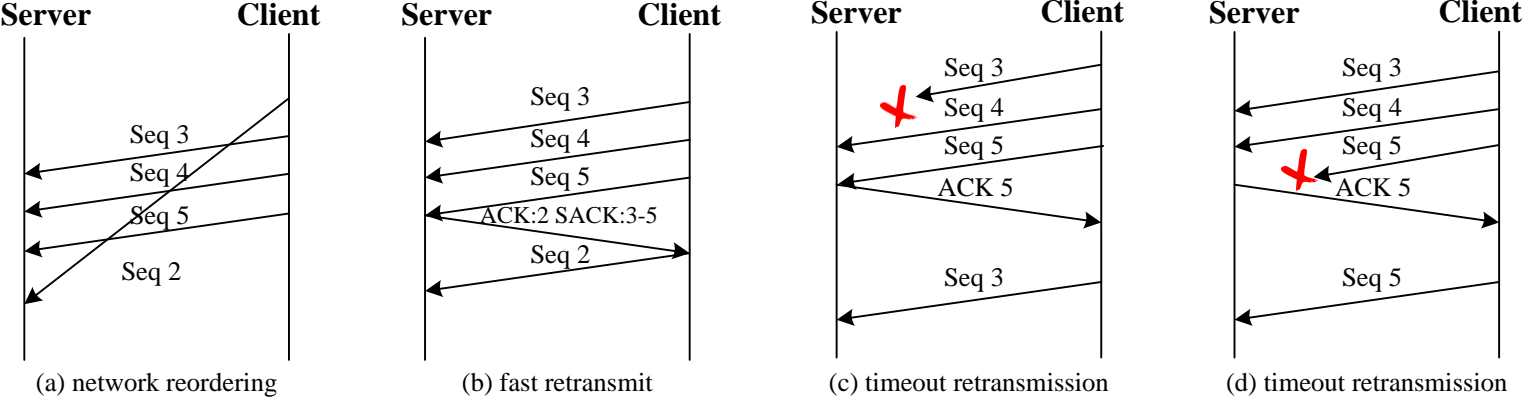 Server Client
Seq 3
Seq 4
Seq 5
Seq 2
(a) network reordering
Server Client
Seq 3
Seq 4
Seq 5
ACK:2 SACK:3-5
Seq 2
(b) fast retransmit
Server Client
Seq 3
Seq 4
Seq 5
ACK 5
Seq 3
(c) timeout retransmission
Server Client
Seq 3
Seq 4
Seq 5
ACK 5
Seq 5
(d) timeout retransmission